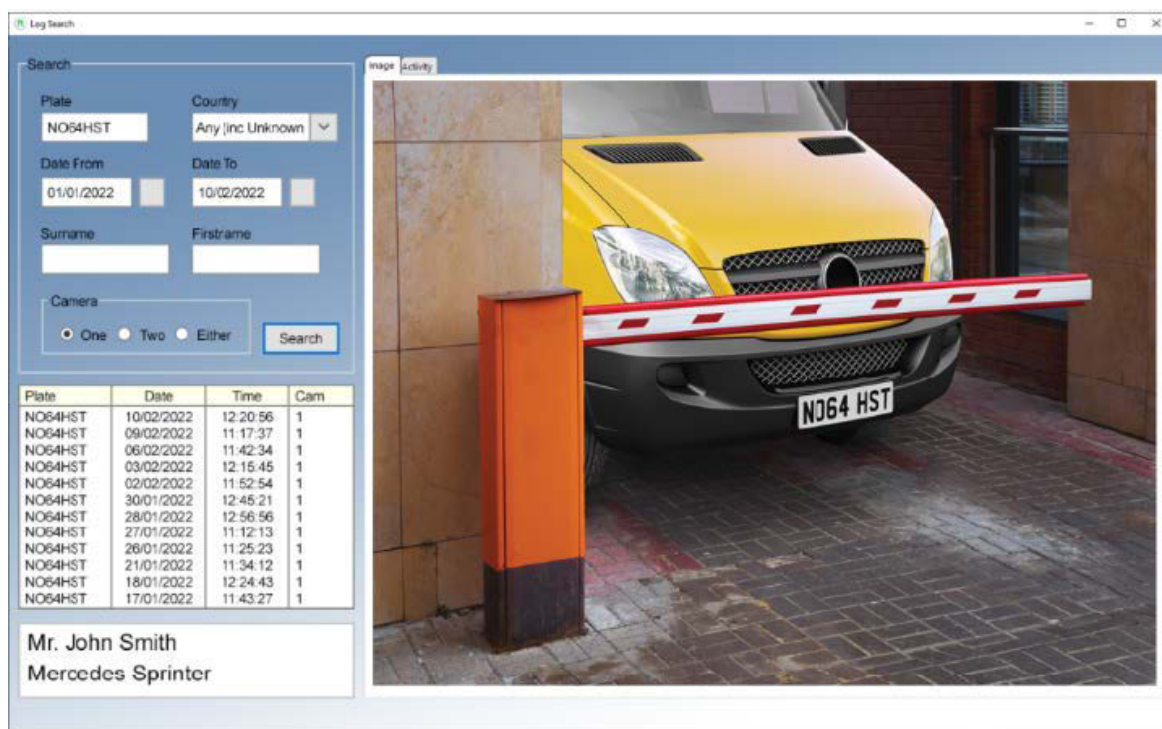 Log Search
Search
Plate
Country
NO64HST
Any (inc Unknown
Date From
Date To
01/01/2022
10/02/2022
Surname
Firstrame
Camera
One
Two
Either
Search
Plate Date Time Cam
NO64HST 10/02/2022 12:20:56 1
NO64HST 09/02/2022 11:17:37 1
NO64HST 06/02/2022 11:42:34 1
NO64HST 03/02/2022 12:15:45 1
NO64HST 02/02/2022 11:52:54 1
NO64HST 30/01/2022 12:45:21 1
NO64HST 28/01/2022 12:56:56 1
NO64HST 27/01/2022 11:12:13 1
NO64HST 26/01/2022 11:25:23 1
NO64HST 21/01/2022 11:34:12 1
NO64HST 18/01/2022 12:24:43 1
NO64HST 17/01/2022 11:43:27 1
Mr. John Smith
Mercedes Sprinter
Image Activity
NO64 HST